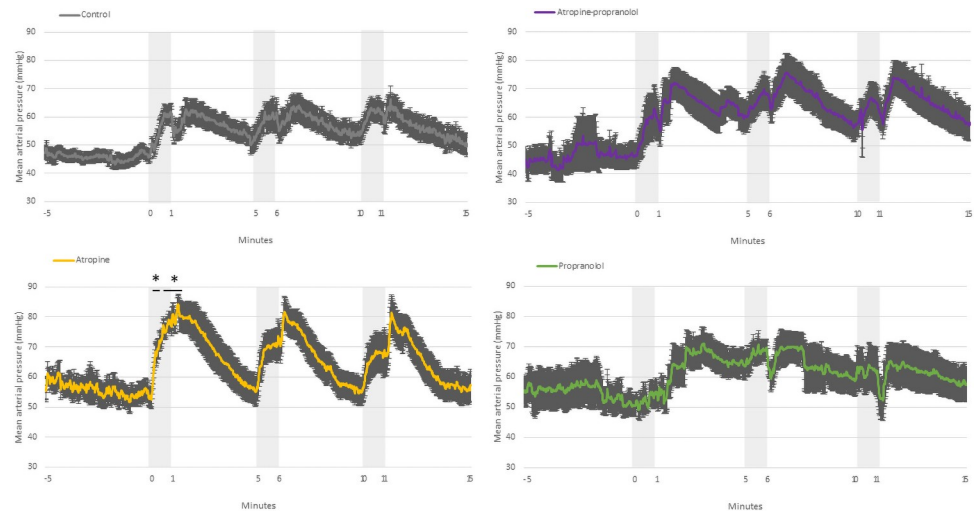 Control
Mean arterial pressure (mmHg)
90
80
70
60
50
40
30
-5 0 1 5 6 10 11 15
Minutes
Atropine-propranolol
Mean arterial pressure (mmHg)
90
80
70
60
50
40
30
-5 0 1 5 6 10 11 15
Minutes
Atropine
* *
Mean arterial pressure (mmHg)
90
80
70
60
50
40
30
-5 0 1 5 6 10 11 15
Minutes
Propranolol
Mean arterial pressure (mmHg)
90
80
70
60
50
40
30
-5 0 1 5 6 10 11 15
Minutes